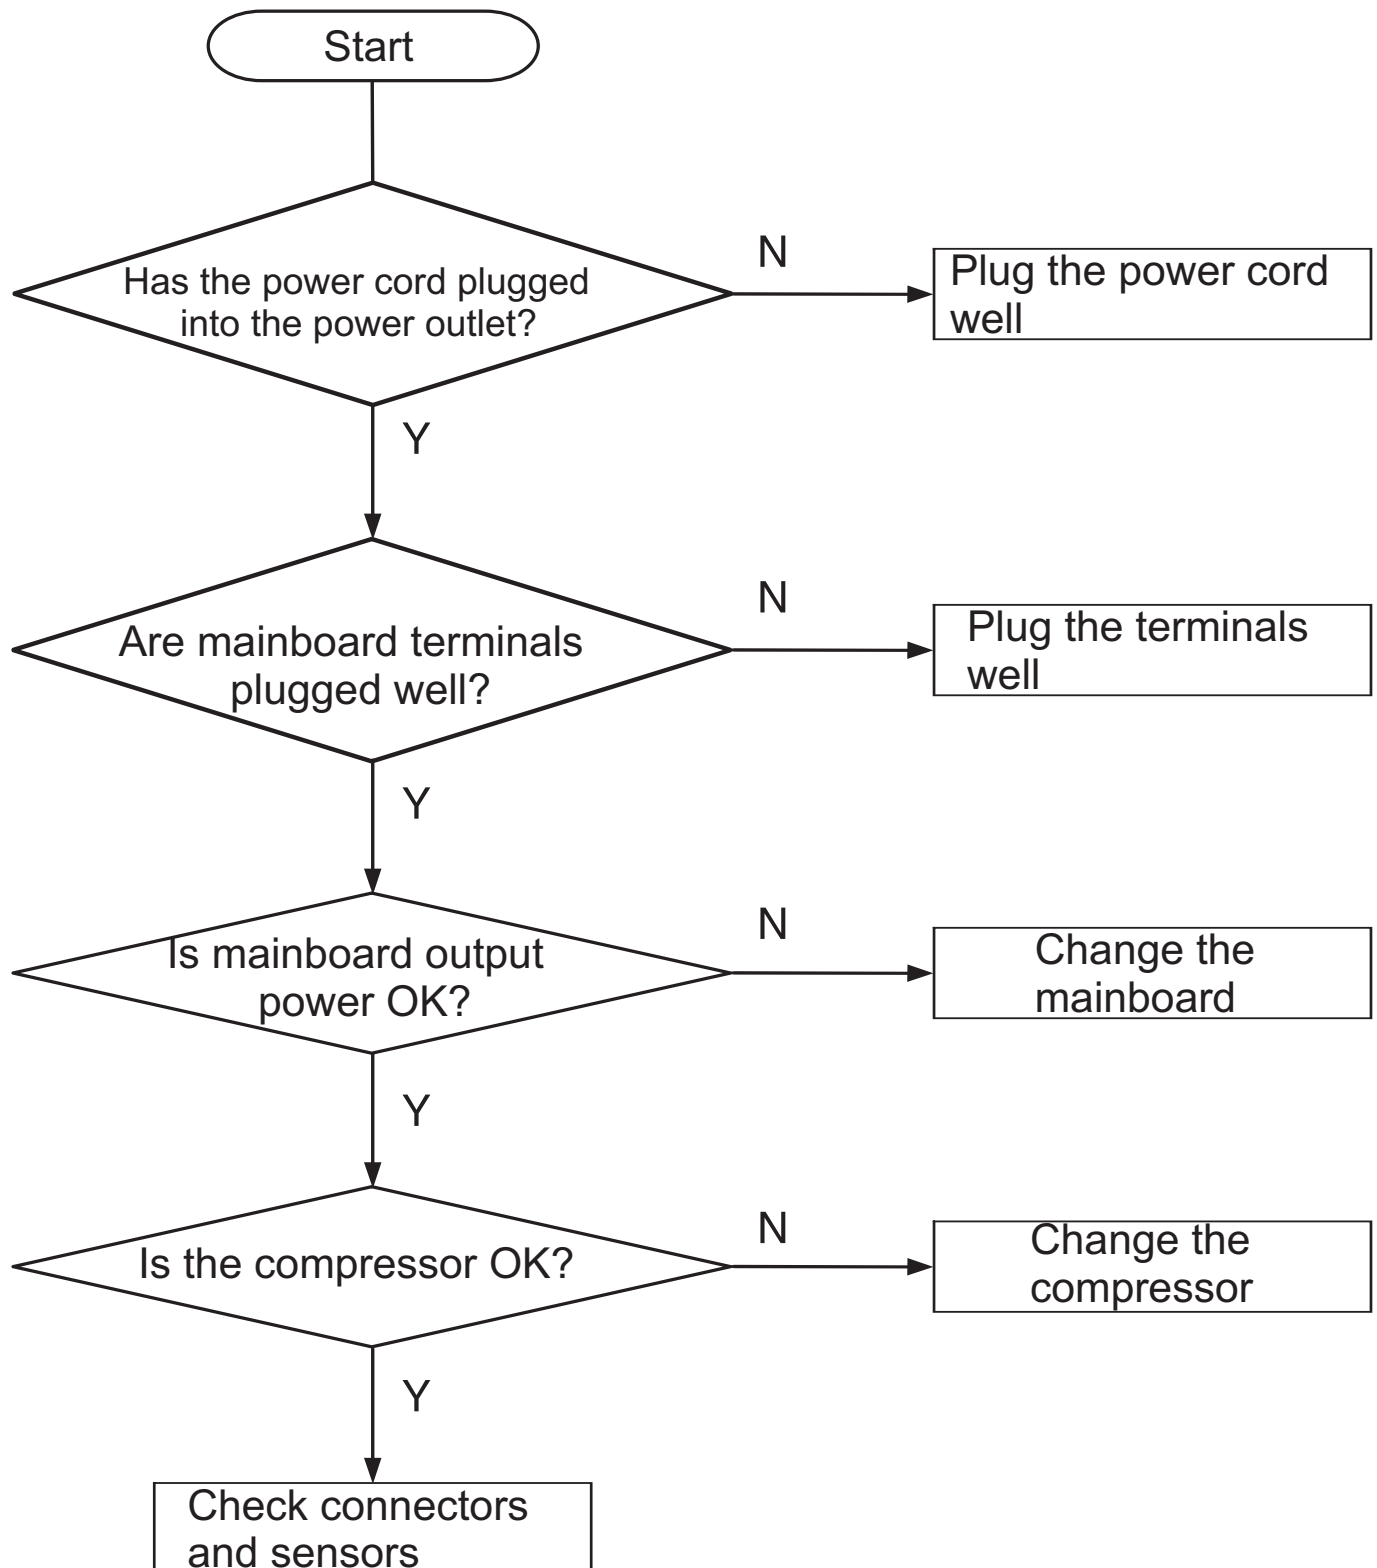 Start
Has the power cord plugged
into the power outlet?
N
Plug the power cord
well
Y
Are mainboard terminals
plugged well?
N
Plug the terminals
well
Y
Is mainboard output
power OK?
N
Change the
mainboard
Y
Is the compressor OK?
N
Change the
compressor
Y
Check connectors
and sensors